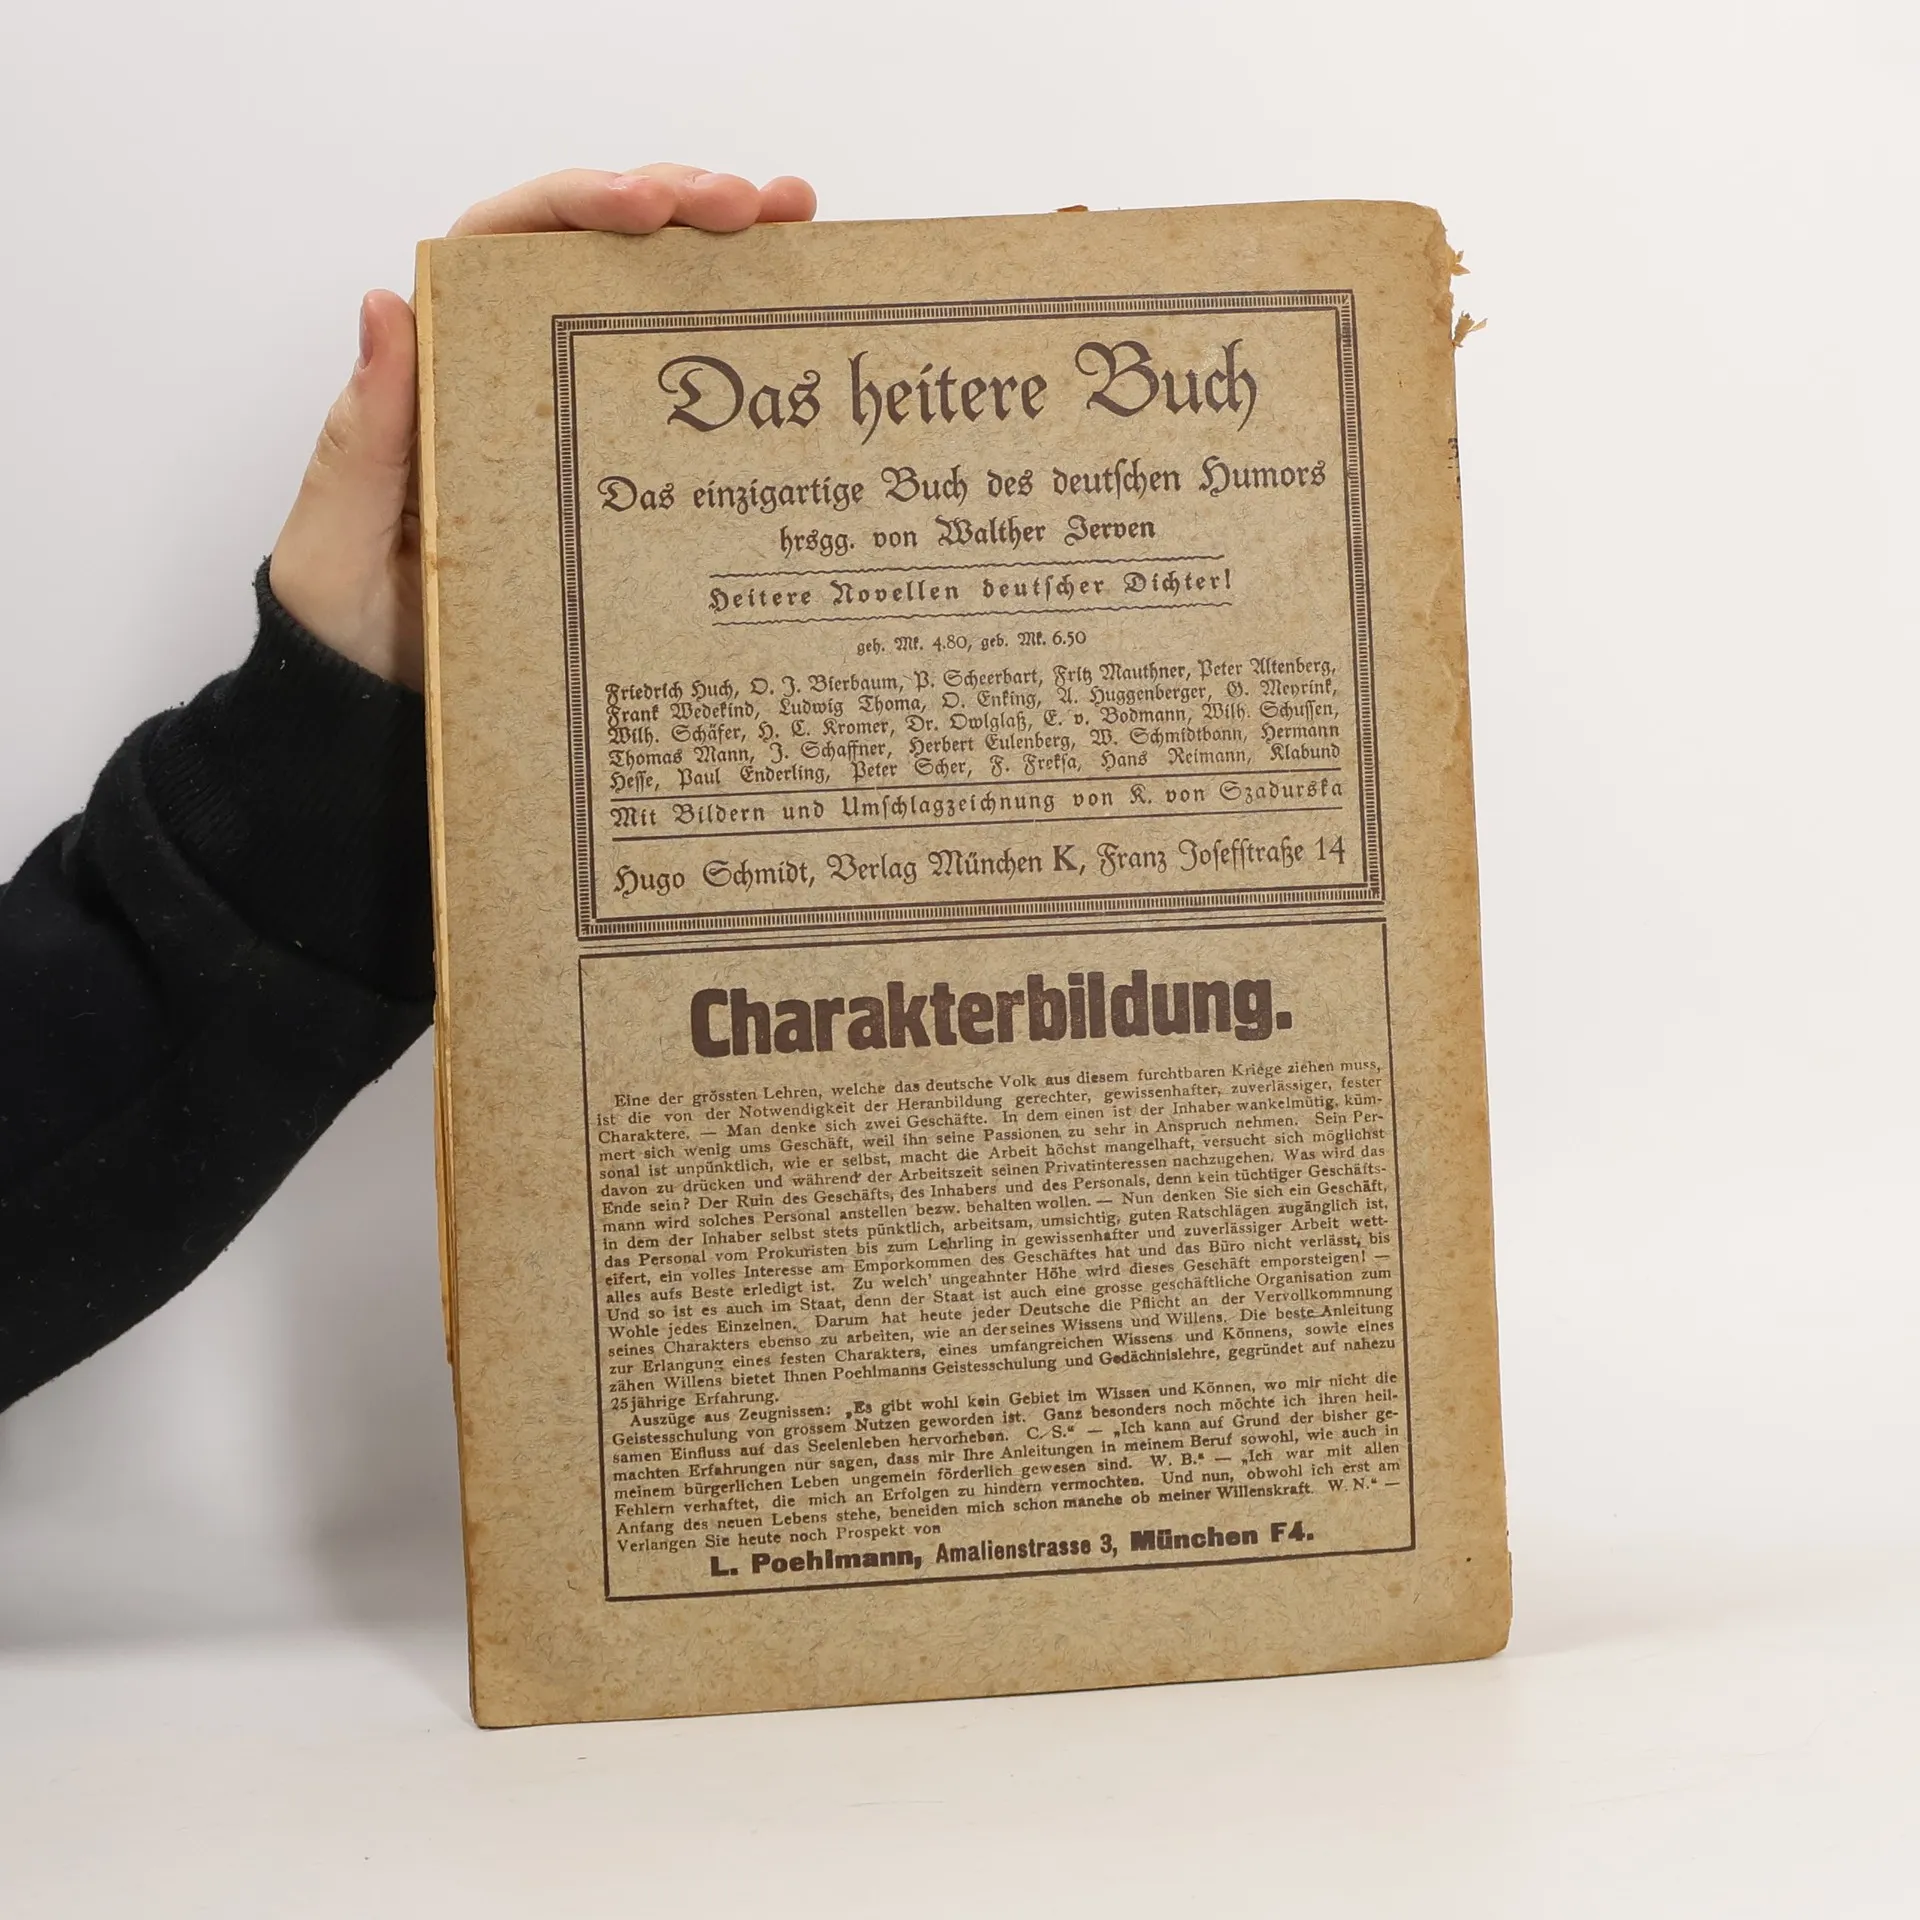 Das heitere Buch
Das einzigartige Buch des deutſchen Humors
hrsgg. von Walther Jerven
Heitere Novellen deutſcher Dichter!
geh. Mk. 4.80, geb. Mk. 6.50
Friedrich Huch, O. J. Bierbaum, P. Scheerbart, Fritz Mauthner, Peter Altenberg,
Frank Wedekind, Ludwig Thoma, O. Enking, A. Huggenberger, G. Meyrink,
Wilh. Schäfer, H. C. Kromer, Dr. Owlglaß, E. v. Bodmann, Wilh. Schuſſen,
Thomas Mann, J. Schaffner, Herbert Eulenberg, W. Schmidtbonn, Hermann
Heſſe, Paul Enderling, Peter Scher, F. Frekſa, Hans Reimann, Klabund
Mit Bildern und Umſchlagzeichnung von K. von Szadurska
Hugo Schmidt, Verlag München K, Franz Joſefſtraße 14
Charakterbildung.
Eine der grössten Lehren, welche das deutsche Volk aus diesem furchtbaren Kriege ziehen muss,
ist die von der Notwendigkeit der Heranbildung gerechter, gewissenhafter, zuverlässiger, fester
Charaktere. — Man denke sich zwei Geschäfte. In dem einen ist der Inhaber wankelmütig, küm-
mert sich wenig ums Geschäft, weil ihn seine Passionen zu sehr in Anspruch nehmen. Sein Per-
sonal ist unpünktlich, wie er selbst, macht die Arbeit höchst mangelhaft, versucht sich möglichst
davon zu drücken und während der Arbeitszeit seinen Privatinteressen nachzugehen. Was wird das
Ende sein? Der Ruin des Geschäfts, des Inhabers und des Personals, denn kein tüchtiger Geschäfts-
mann wird solches Personal anstellen bezw. behalten wollen. — Nun denken Sie sich ein Geschäft,
in dem der Inhaber selbst stets pünktlich, arbeitsam, umsichtig, guten Ratschlägen zugänglich ist,
das Personal vom Prokuristen bis zum Lehrling in gewissenhafter und zuverlässiger Arbeit wett-
eifert, ein volles Interesse am Emporkommen des Geschäftes hat und das Büro nicht verlässt, bis
alles aufs Beste erledigt ist. Zu welch' ungeahnter Höhe wird dieses Geschäft emporsteigen! —
Und so ist es auch im Staat, denn der Staat ist auch eine grosse geschäftliche Organisation zum
Wohle jedes Einzelnen. Darum hat heute jeder Deutsche die Pflicht an der Vervollkommnung
seines Charakters ebenso zu arbeiten, wie an der seines Wissens und Willens. Die beste Anleitung
zur Erlangung eines festen Charakters, eines umfangreichen Wissens und Könnens, sowie eines
zähen Willens bietet Ihnen Poehlmanns Geistesschulung und Gedächnislehre, gegründet auf nahezu
25jährige Erfahrung.
Auszüge aus Zeugnissen: „Es gibt wohl kein Gebiet im Wissen und Können, wo mir nicht die
Geistesschulung von grossem Nutzen geworden ist. Ganz besonders noch möchte ich ihren heil-
samen Einfluss auf das Seelenleben hervorheben. C. S.“ — „Ich kann auf Grund der bisher ge-
machten Erfahrungen nur sagen, dass mir Ihre Anleitungen in meinem Beruf sowohl, wie auch in
meinem bürgerlichen Leben ungemein förderlich gewesen sind. W. B.“ — „Ich war mit allen
Fehlern verhaftet, die mich an Erfolgen zu hindern vermochten. Und nun, obwohl ich erst am
Anfang des neuen Lebens stehe, beneiden mich schon manche ob meiner Willenskraft. W. N.“ —
Verlangen Sie heute noch Prospekt von
L. Poehlmann, Amalienstrasse 3, München F4.